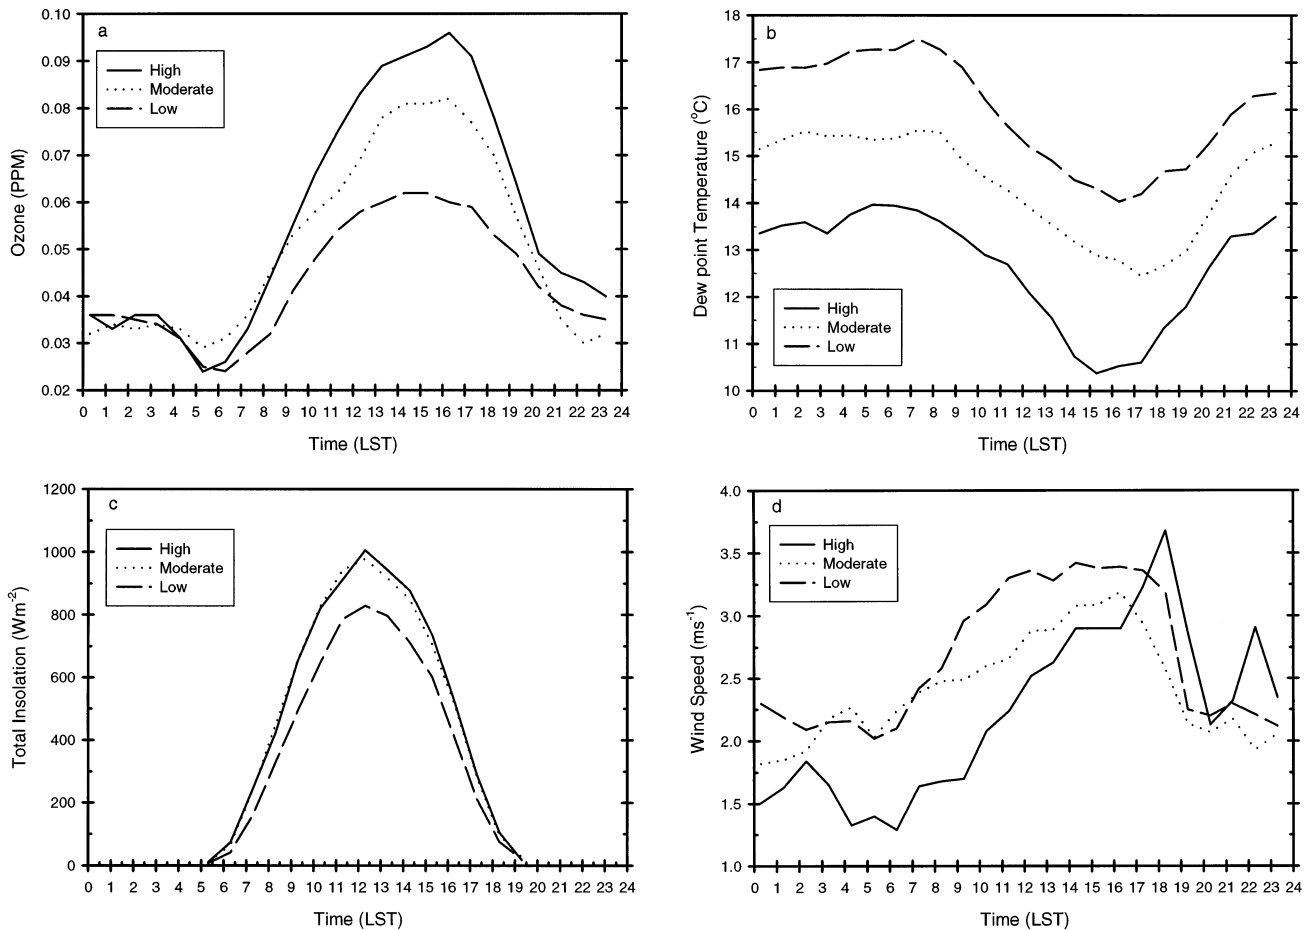 a
High
Moderate
Low
Ozone (PPM)
0.10
0.09
0.08
0.07
0.06
0.05
0.04
0.03
0.02
0 1 2 3 4 5 6 7 8 9 10 11 12 13 14 15 16 17 18 19 20 21 22 23 24
Time (LST)
b
High
Moderate
Low
Dew point Temperature (°C)
18
17
16
15
14
13
12
11
10
0 1 2 3 4 5 6 7 8 9 10 11 12 13 14 15 16 17 18 19 20 21 22 23 24
Time (LST)
c
High
Moderate
Low
Total Insolation (Wm⁻²)
1200
1000
800
600
400
200
0
0 1 2 3 4 5 6 7 8 9 10 11 12 13 14 15 16 17 18 19 20 21 22 23 24
Time (LST)
d
High
Moderate
Low
Wind Speed (ms⁻¹)
4.0
3.5
3.0
2.5
2.0
1.5
1.0
0 1 2 3 4 5 6 7 8 9 10 11 12 13 14 15 16 17 18 19 20 21 22 23 24
Time (LST)